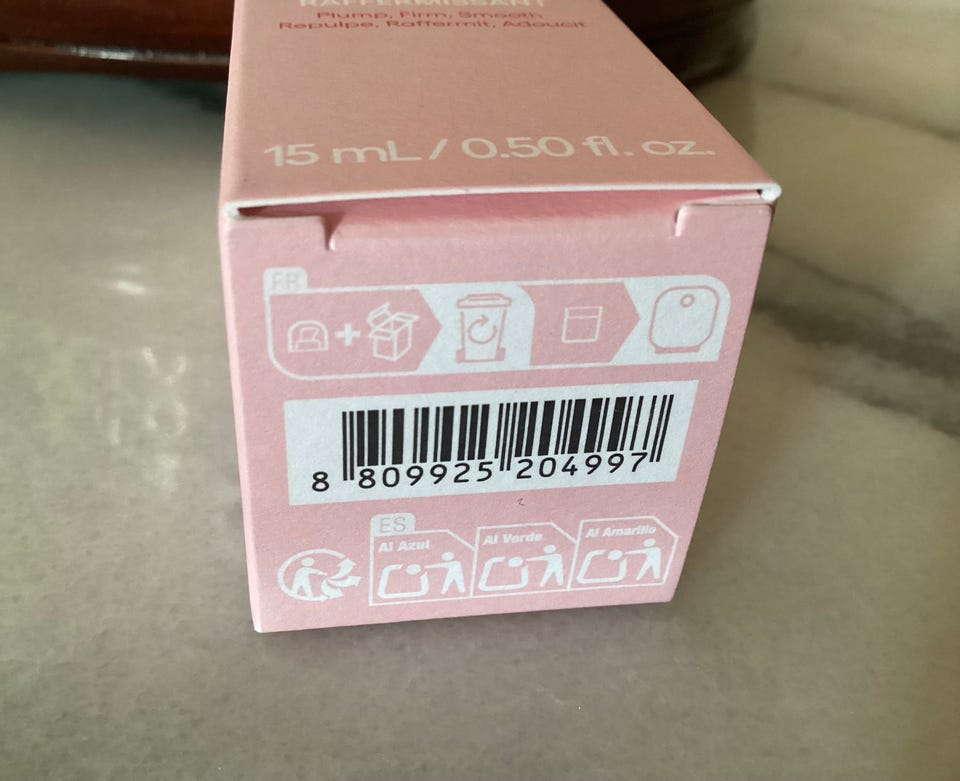 RAFFERMISSANT
Plump, Firm, Smooth
Repulpe, Raffermit, Adoucit
15 mL / 0.50 fl. oz.
FR
8 809925 204997
ES
Al Azul
Al Verde
Al Amarillo